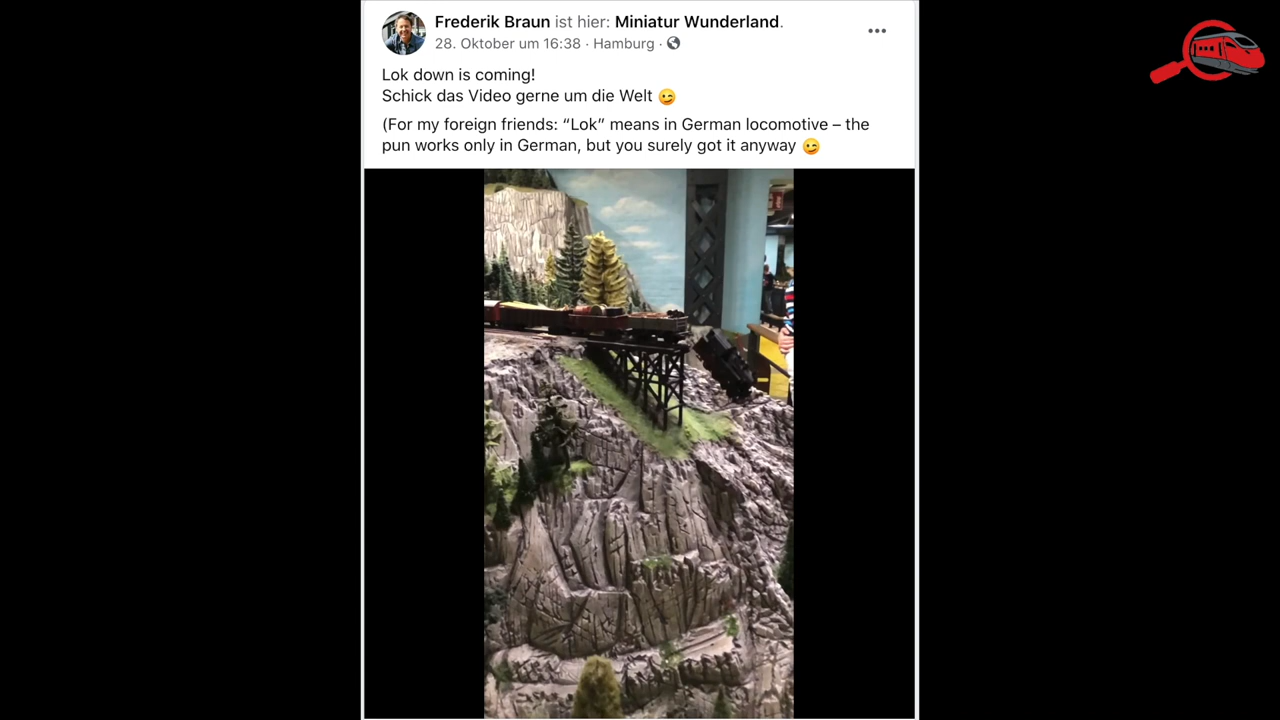 Frederik Braun ist hier: Miniatur Wunderland.
28. Oktober um 16:38 · Hamburg ·
Lok down is coming!
Schick das Video gerne um die Welt 😉
(For my foreign friends: “Lok” means in German locomotive – the
pun works only in German, but you surely got it anyway 😉